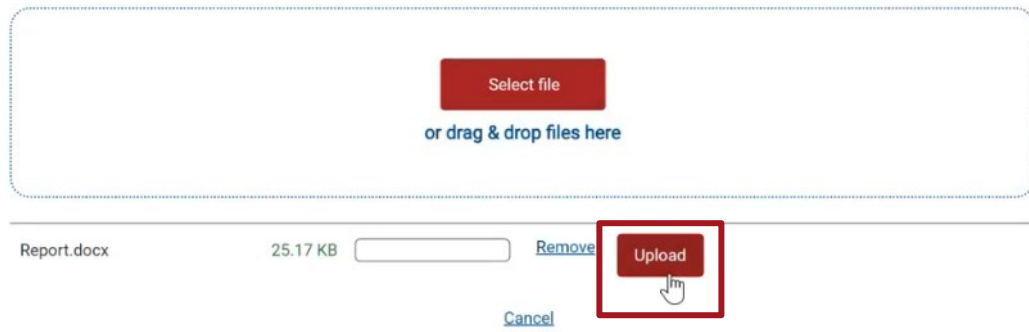 Select file
or drag & drop files here
Report.docx 25.17 KB Remove Upload
Cancel